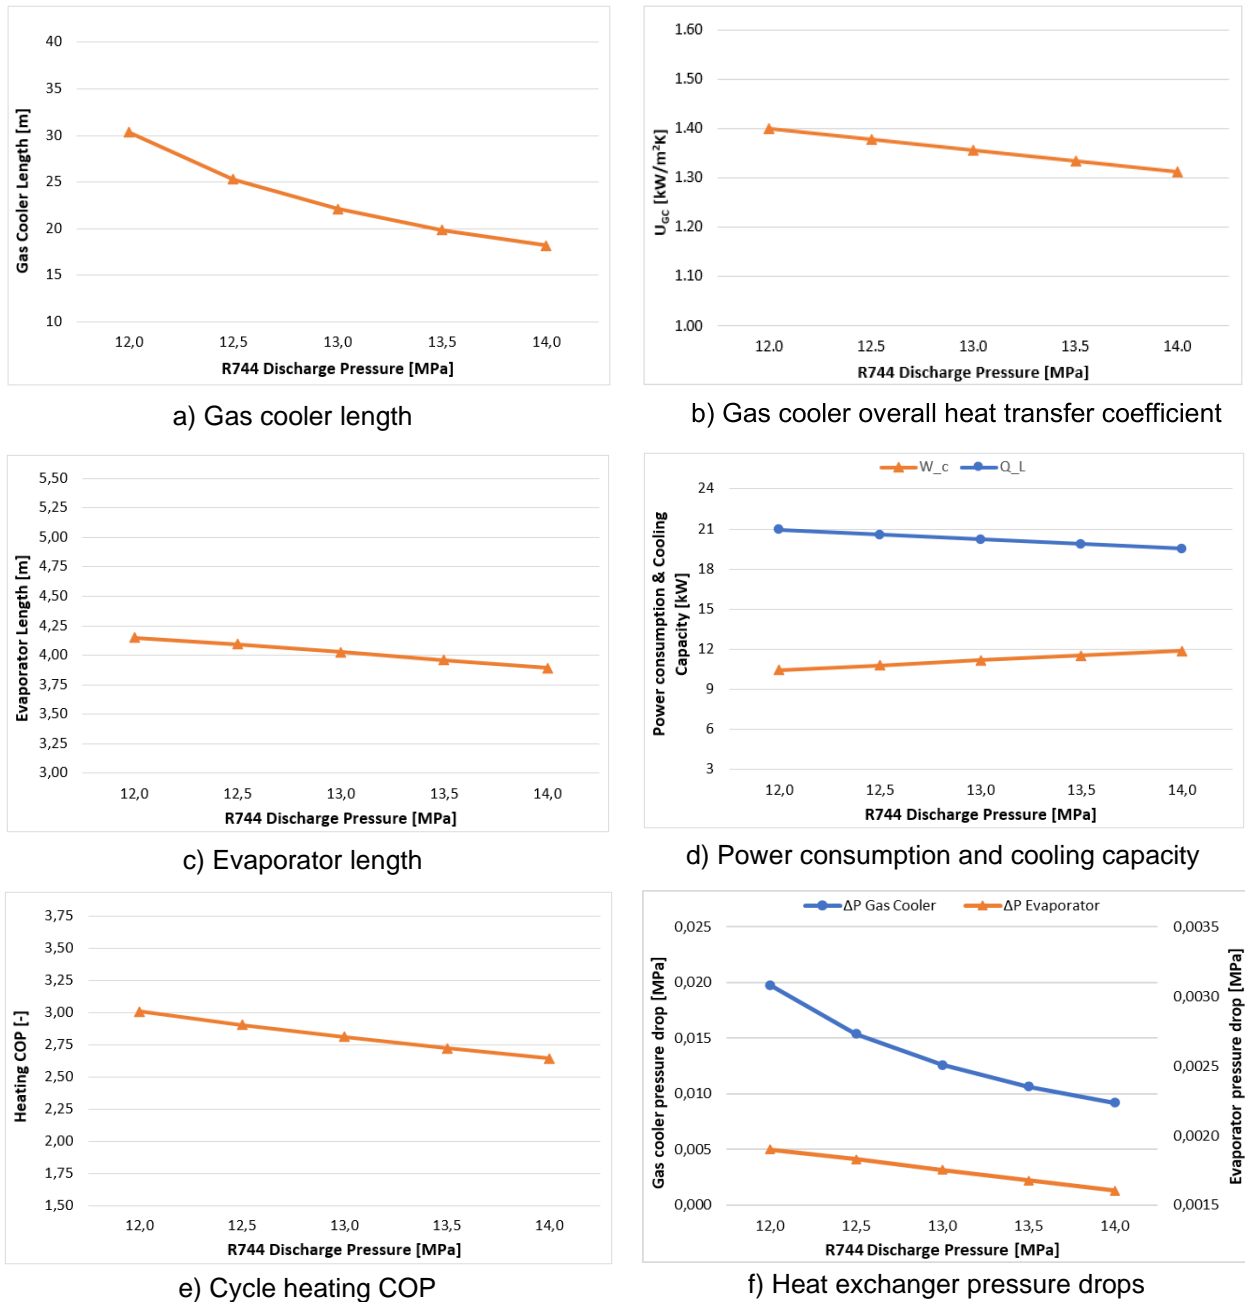 40
35
30
25
20
15
10
Gas Cooler Length [m]
12,0 12,5 13,0 13,5 14,0
R744 Discharge Pressure [MPa]
a) Gas cooler length
1.60
1.50
1.40
1.30
1.20
1.10
1.00
U_GC [kW/m²K]
12.0 12.5 13.0 13.5 14.0
R744 Discharge Pressure [MPa]
b) Gas cooler overall heat transfer coefficient
5,50
5,25
5,00
4,75
4,50
4,25
4,00
3,75
3,50
3,25
3,00
Evaporator Length [m]
12,0 12,5 13,0 13,5 14,0
R744 Discharge Pressure [MPa]
c) Evaporator length
W_c Q_L
24
21
18
15
12
9
6
3
Power consumption & Cooling
Capacity [kW]
12,0 12,5 13,0 13,5 14,0
R744 Discharge Pressure [MPa]
d) Power consumption and cooling capacity
3,75
3,50
3,25
3,00
2,75
2,50
2,25
2,00
1,75
1,50
Heating COP [-]
12,0 12,5 13,0 13,5 14,0
R744 Discharge Pressure [MPa]
e) Cycle heating COP
ΔP Gas Cooler ΔP Evaporator
0,025
0,020
0,015
0,010
0,005
0,000
Gas cooler pressure drop [MPa]
0,0035
0,0030
0,0025
0,0020
0,0015
Evaporator pressure drop [MPa]
12,0 12,5 13,0 13,5 14,0
R744 Discharge Pressure [MPa]
f) Heat exchanger pressure drops